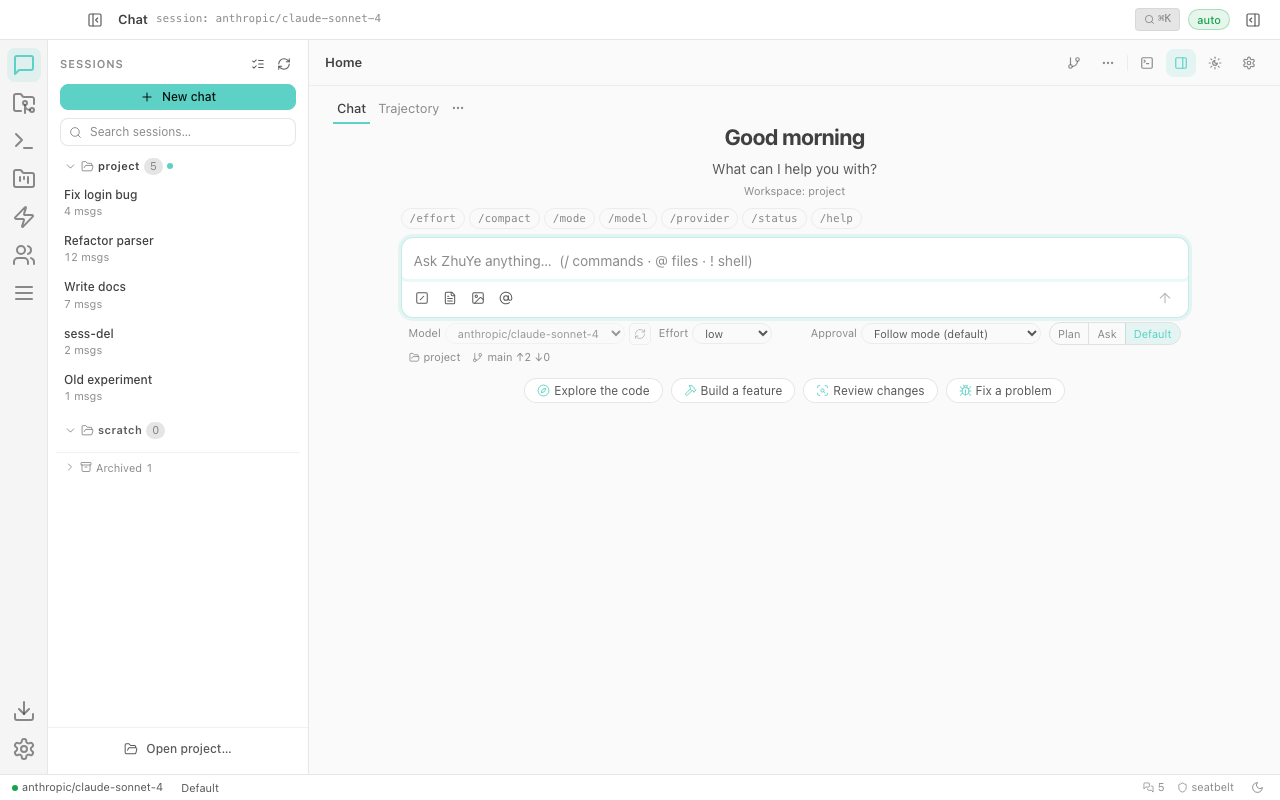 Chat session: anthropic/claude-sonnet-4
⌘K
auto
SESSIONS
New chat
Search sessions...
project 5
Fix login bug
4 msgs
Refactor parser
12 msgs
Write docs
7 msgs
sess-del
2 msgs
Old experiment
1 msgs
scratch 0
Archived 1
Open project...
Home
Chat Trajectory
Good morning
What can I help you with?
Workspace: project
/effort /compact /mode /model /provider /status /help
Ask ZhuYe anything... (/ commands · @ files · ! shell)
Model anthropic/claude-sonnet-4 Effort low Approval Follow mode (default) Plan Ask Default
project main ↑2 ↓0
Explore the code Build a feature Review changes Fix a problem
anthropic/claude-sonnet-4 Default
5 seatbelt